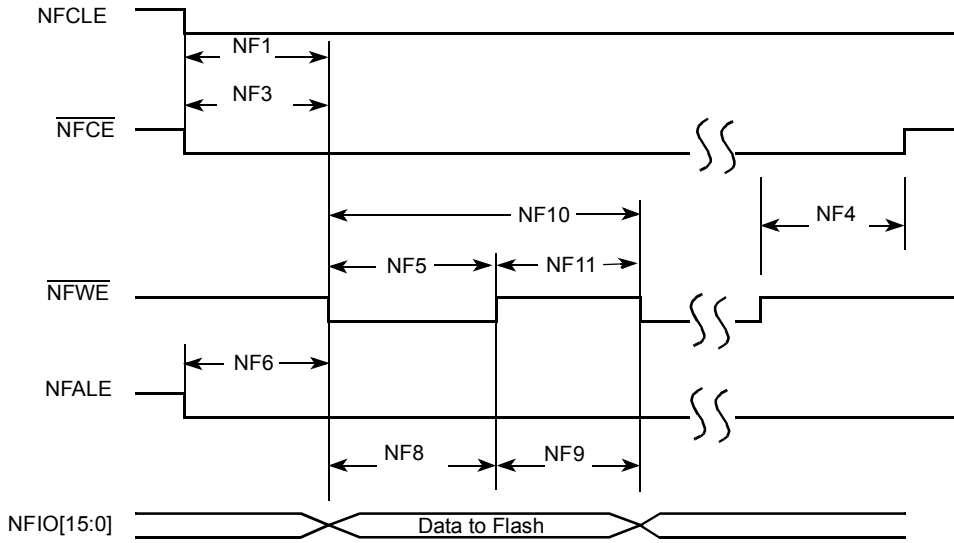 NFCLE
NF1
NF3
NFCE
NF4
NF10
NF5 NF11
NFWE
NF6
NFALE
NF8 NF9
NFIO[15:0] Data to Flash